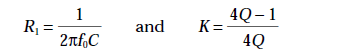 R₁ = 1 / (2πf₀C) and K = (4Q − 1) / (4Q)